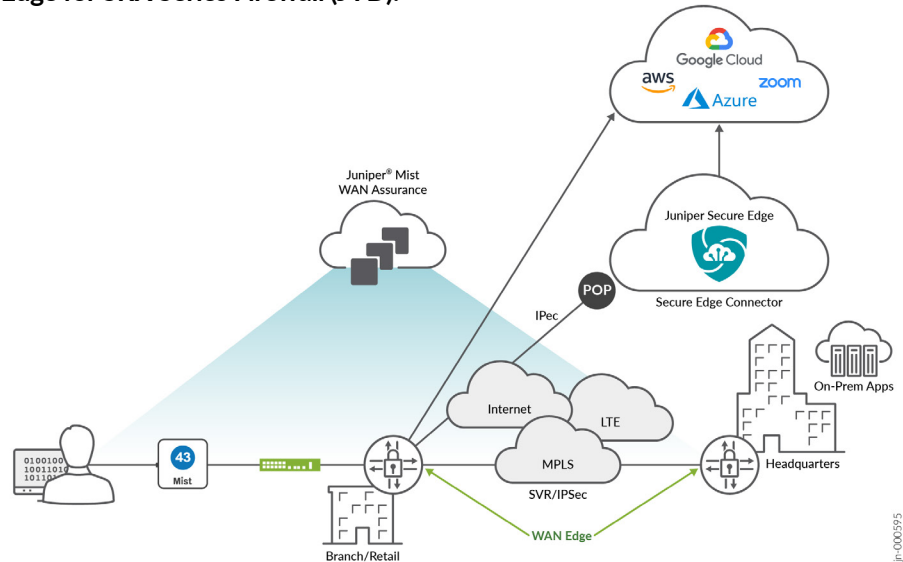 Edge for SRX Series Firewall (JVD).
Google Cloud
aws
zoom
Azure
Juniper® Mist
WAN Assurance
Juniper Secure Edge
POP
Secure Edge Connector
IPec
On-Prem Apps
Internet
LTE
0100100
10011010
10110
43
Mist
MPLS
Headquarters
SVR/IPSec
WAN Edge
Branch/Retail
jn-000595